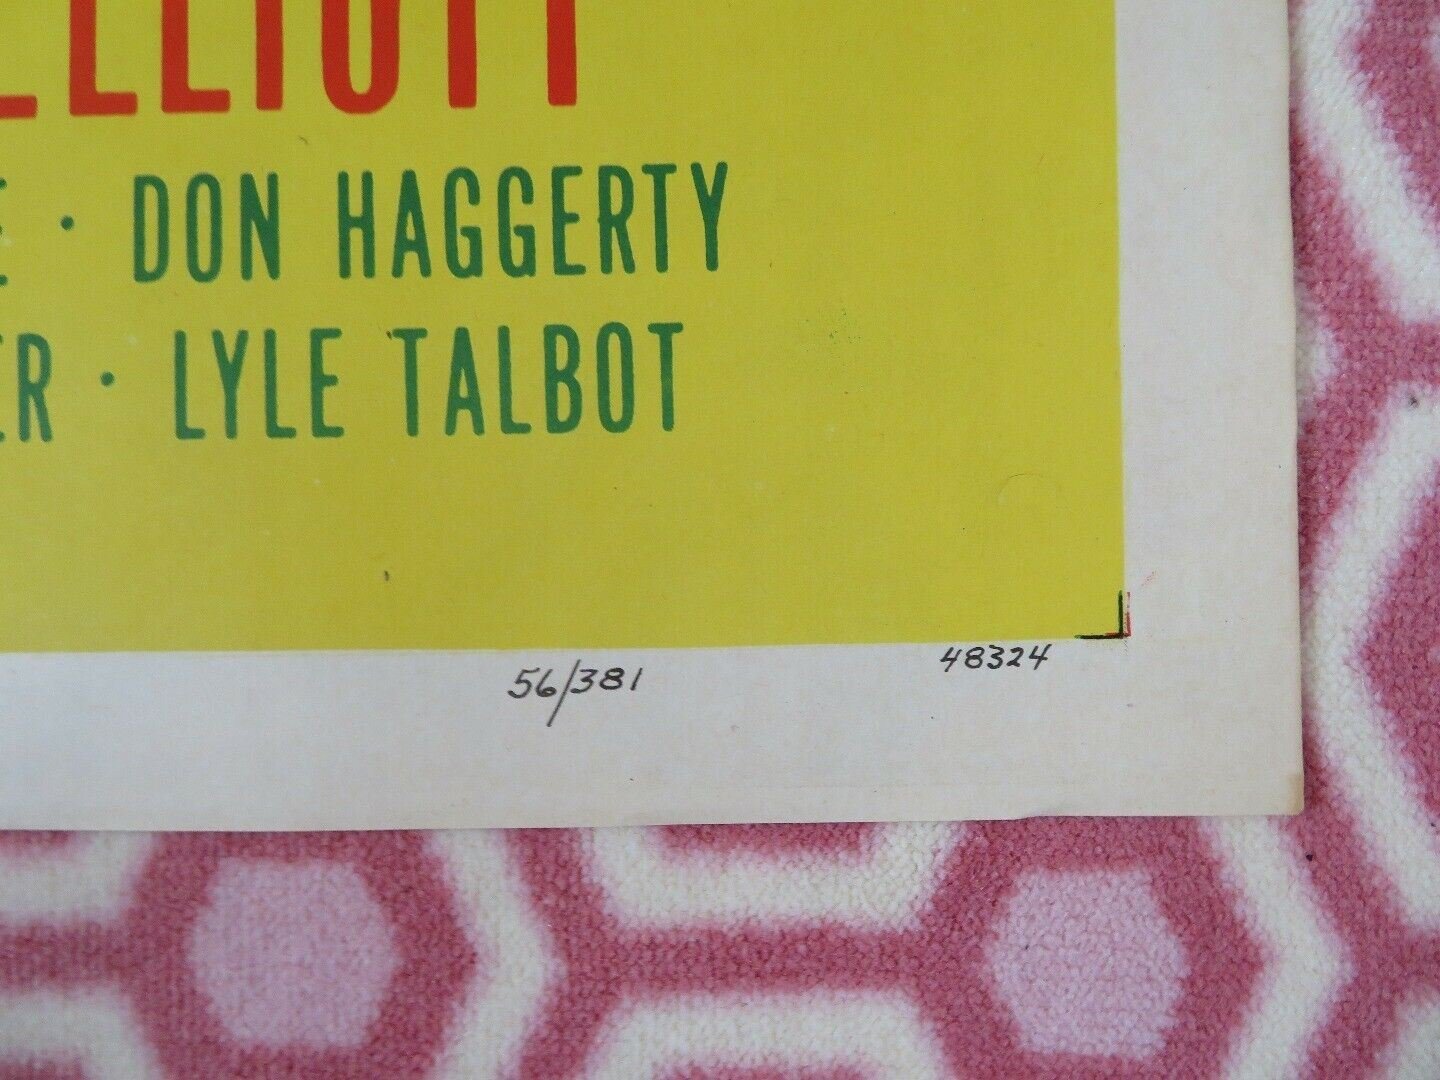 ELLIOTT
E · DON HAGGERTY
ER · LYLE TALBOT
56/381 48324